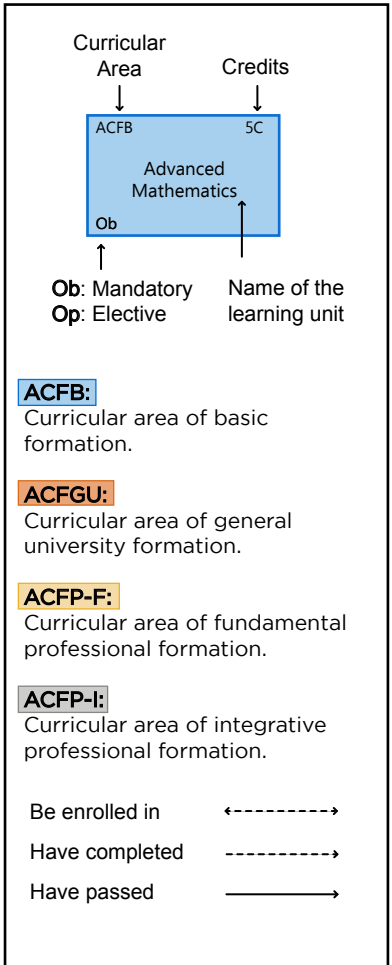 Curricular
Area
Credits
ACFB
5C
Advanced
Mathematics
Ob
Ob: Mandatory
Op: Elective
Name of the
learning unit
ACFB:
Curricular area of basic
formation.
ACFGU:
Curricular area of general
university formation.
ACFP-F:
Curricular area of fundamental
professional formation.
ACFP-I:
Curricular area of integrative
professional formation.
Be enrolled in
Have completed
Have passed